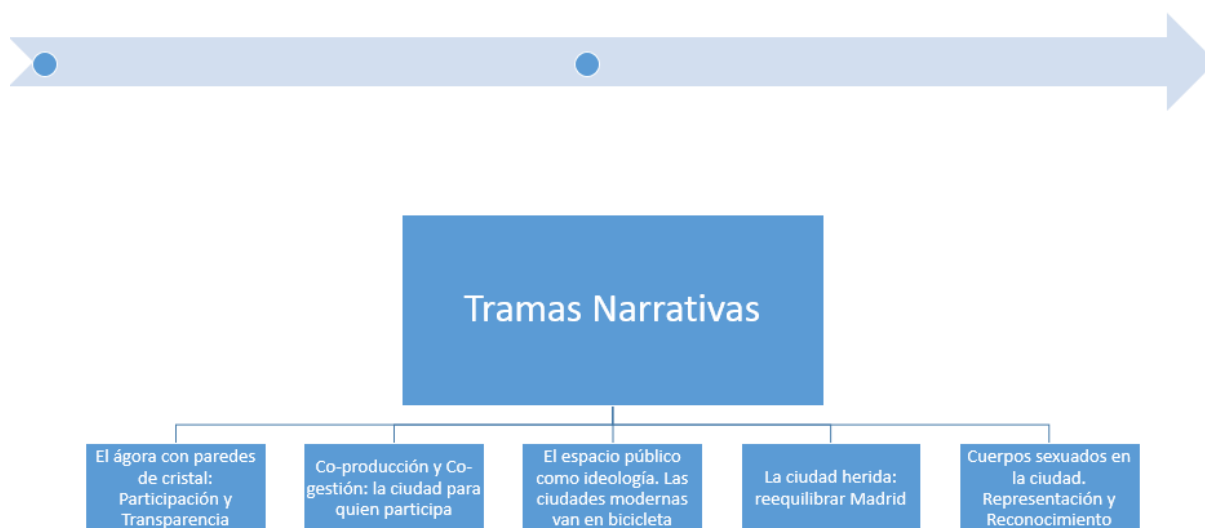 Tramas Narrativas
El ágora con paredes
de cristal:
Participación y
Transparencia
Co-producción y Co-
gestión: la ciudad para
quien participa
El espacio público
como ideología. Las
ciudades modernas
van en bicicleta
La ciudad herida:
reequilibrar Madrid
Cuerpos sexuados en
la ciudad.
Representación y
Reconocimiento